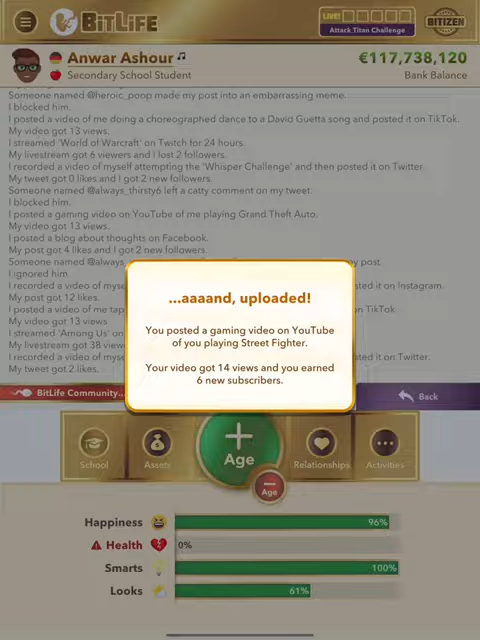 BitLife
LIVE!
Attack Titan Challenge
BITIZEN
Anwar Ashour
€117,738,120
Secondary School Student
Bank Balance
Someone named @heroic_poop made my post into an embarrassing meme.
I blocked him.
I posted a video of me doing a choreographed dance to a David Guetta song and posted it on TikTok.
My video got 13 views.
I streamed 'World of Warcraft' on Twitch for 24 hours.
My livestream got 6 viewers and I lost 2 followers.
I recorded a video of myself attempting the 'Whisper Challenge' and then posted it on Twitter.
My tweet got 0 likes and I got 2 new followers.
Someone named @always_thirsty6 left a catty comment on my tweet.
I blocked him.
I posted a gaming video on YouTube of me playing Grand Theft Auto.
My video got 13 views.
I posted a blog about thoughts on Facebook.
My post got 4 likes and I got 2 new followers.
Someone named @always_ my post.
I ignored him
I recorded a video of myse sted it on Instagram.
My post got 12 likes.
I posted a video of me tap TikTok
My video got 13 views
I streamed 'Among Us' on
My livestream got 38 view
I recorded a video of myse ted it on Twitter.
My tweet got 2 likes.
...aaaand, uploaded!
You posted a gaming video on YouTube
of you playing Street Fighter.
Your video got 14 views and you earned
6 new subscribers.
BitLife Community...
Back
School
Assets
Age
Age
Relationships
Activities
Happiness
96%
Health
0%
Smarts
100%
Looks
61%